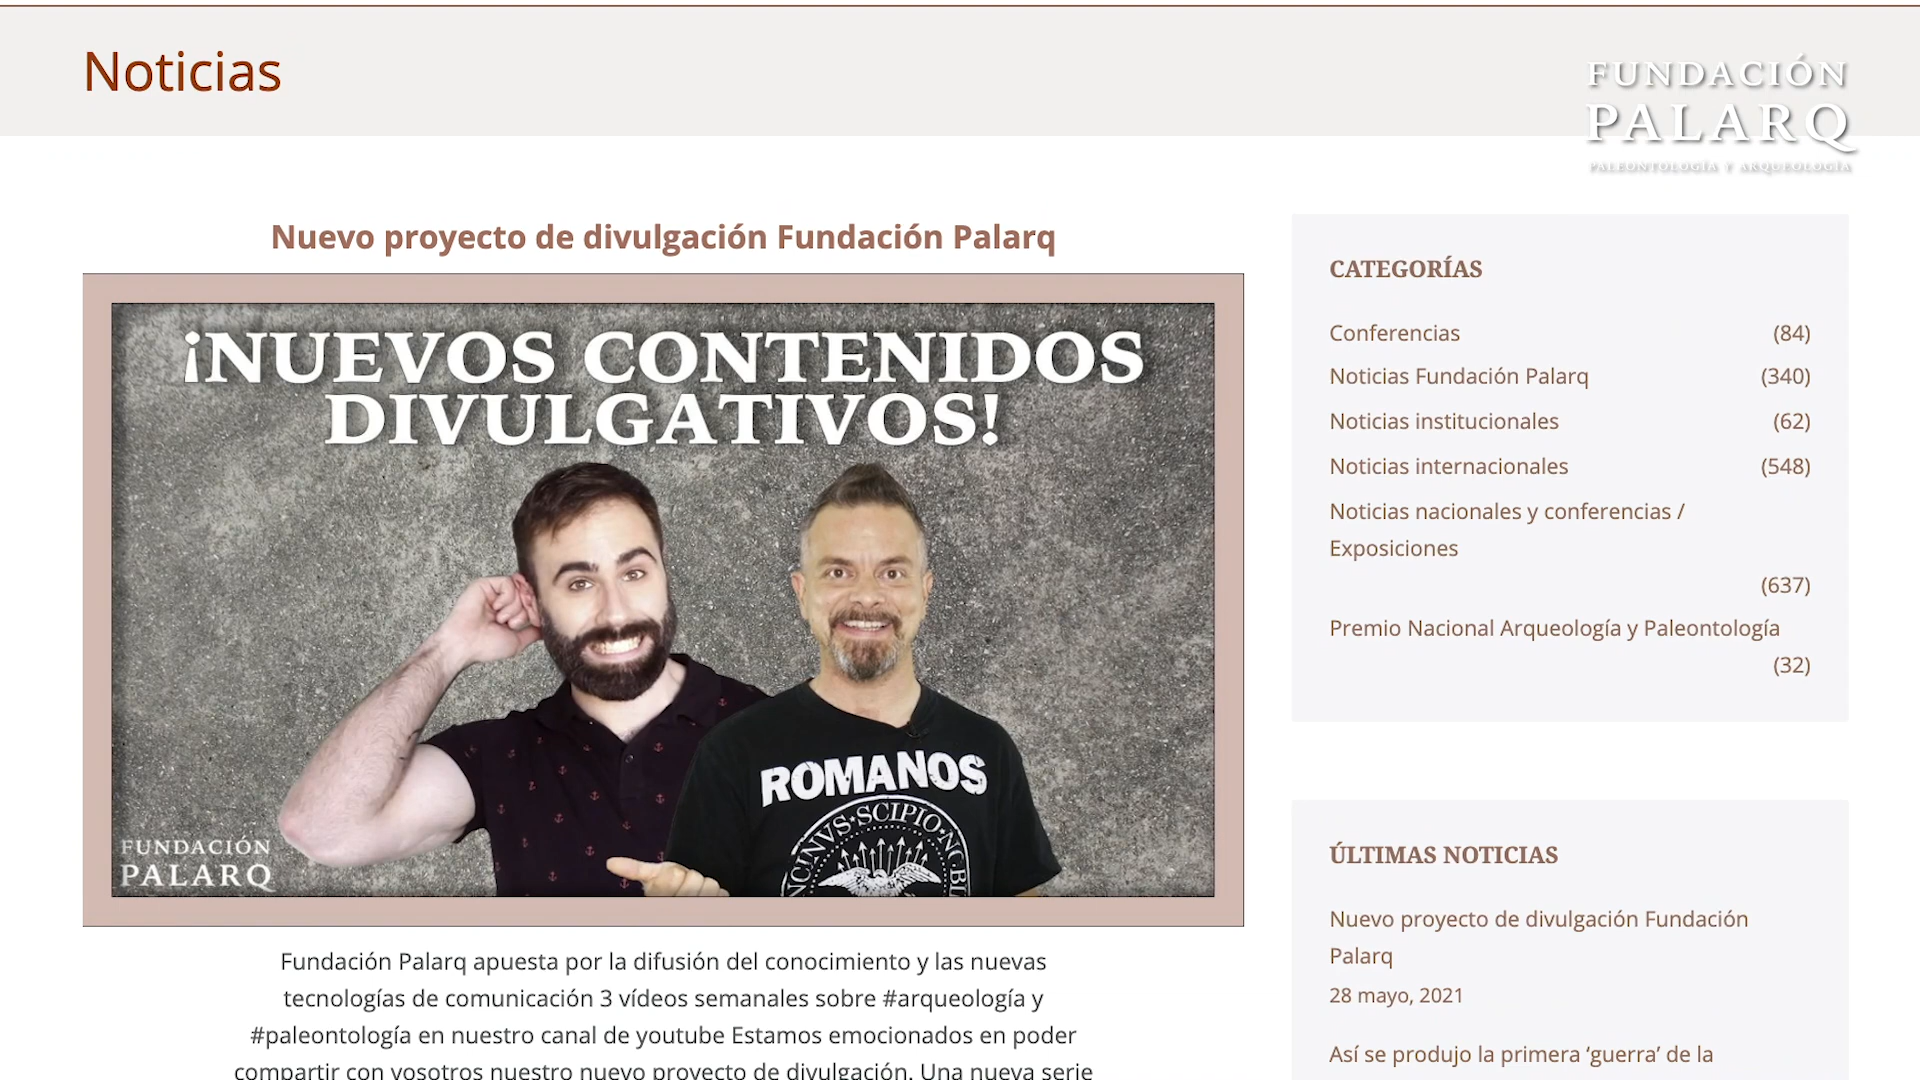 Noticias
FUNDACIÓN
PALARQ
PALEONTOLOGÍA Y ARQUEOLOGÍA
Nuevo proyecto de divulgación Fundación Palarq
¡NUEVOS CONTENIDOS
DIVULGATIVOS!
ROMANOS
SCIPIO
FUNDACIÓN
PALARQ
Fundación Palarq apuesta por la difusión del conocimiento y las nuevas
tecnologías de comunicación 3 vídeos semanales sobre #arqueología y
#paleontología en nuestro canal de youtube Estamos emocionados en poder
compartir con vosotros nuestro nuevo proyecto de divulgación. Una nueva serie
CATEGORÍAS
Conferencias (84)
Noticias Fundación Palarq (340)
Noticias institucionales (62)
Noticias internacionales (548)
Noticias nacionales y conferencias /
Exposiciones
(637)
Premio Nacional Arqueología y Paleontología
(32)
ÚLTIMAS NOTICIAS
Nuevo proyecto de divulgación Fundación
Palarq
28 mayo, 2021
Así se produjo la primera ‘guerra’ de la